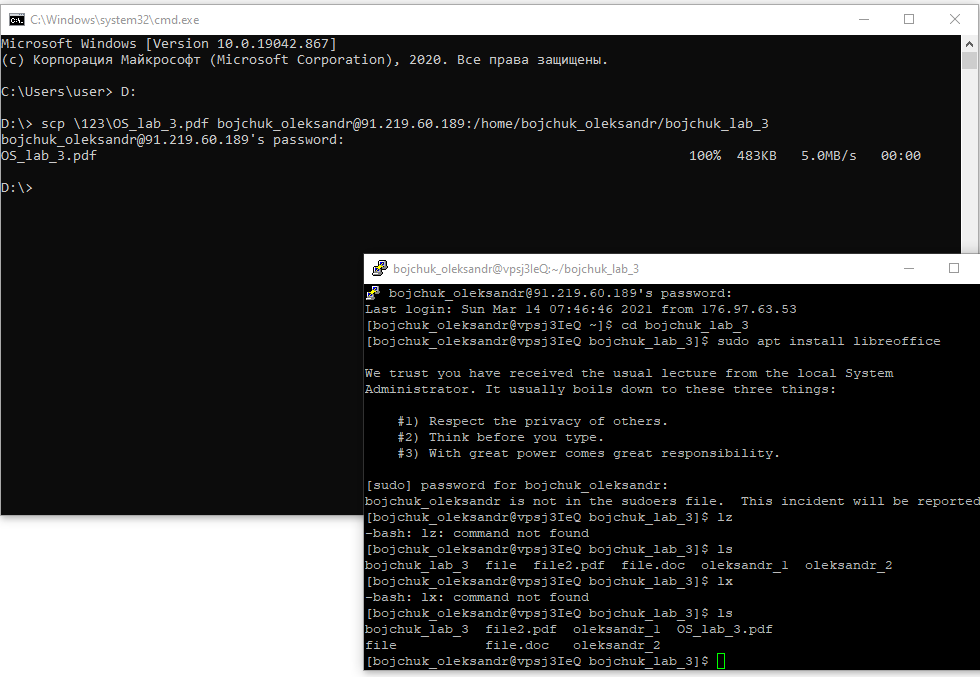 C:\Windows\system32\cmd.exe
Microsoft Windows [Version 10.0.19042.867]
(c) Корпорация Майкрософт (Microsoft Corporation), 2020. Все права защищены.
C:\Users\user> D:
D:\> scp \123\OS_lab_3.pdf bojchuk_oleksandr@91.219.60.189:/home/bojchuk_oleksandr/bojchuk_lab_3
bojchuk_oleksandr@91.219.60.189's password:
OS_lab_3.pdf 100% 483KB 5.0MB/s 00:00
D:\>
bojchuk_oleksandr@vpsj3IeQ:~/bojchuk_lab_3
bojchuk_oleksandr@91.219.60.189's password:
Last login: Sun Mar 14 07:46:46 2021 from 176.97.63.53
[bojchuk_oleksandr@vpsj3IeQ ~]$ cd bojchuk_lab_3
[bojchuk_oleksandr@vpsj3IeQ bojchuk_lab_3]$ sudo apt install libreoffice
We trust you have received the usual lecture from the local System
Administrator. It usually boils down to these three things:
#1) Respect the privacy of others.
#2) Think before you type.
#3) With great power comes great responsibility.
[sudo] password for bojchuk_oleksandr:
bojchuk_oleksandr is not in the sudoers file.  This incident will be reported
[bojchuk_oleksandr@vpsj3IeQ bojchuk_lab_3]$ lz
-bash: lz: command not found
[bojchuk_oleksandr@vpsj3IeQ bojchuk_lab_3]$ ls
bojchuk_lab_3  file  file2.pdf  file.doc  oleksandr_1  oleksandr_2
[bojchuk_oleksandr@vpsj3IeQ bojchuk_lab_3]$ lx
-bash: lx: command not found
[bojchuk_oleksandr@vpsj3IeQ bojchuk_lab_3]$ ls
bojchuk_lab_3  file2.pdf  oleksandr_1  OS_lab_3.pdf
file  file.doc  oleksandr_2
[bojchuk_oleksandr@vpsj3IeQ bojchuk_lab_3]$